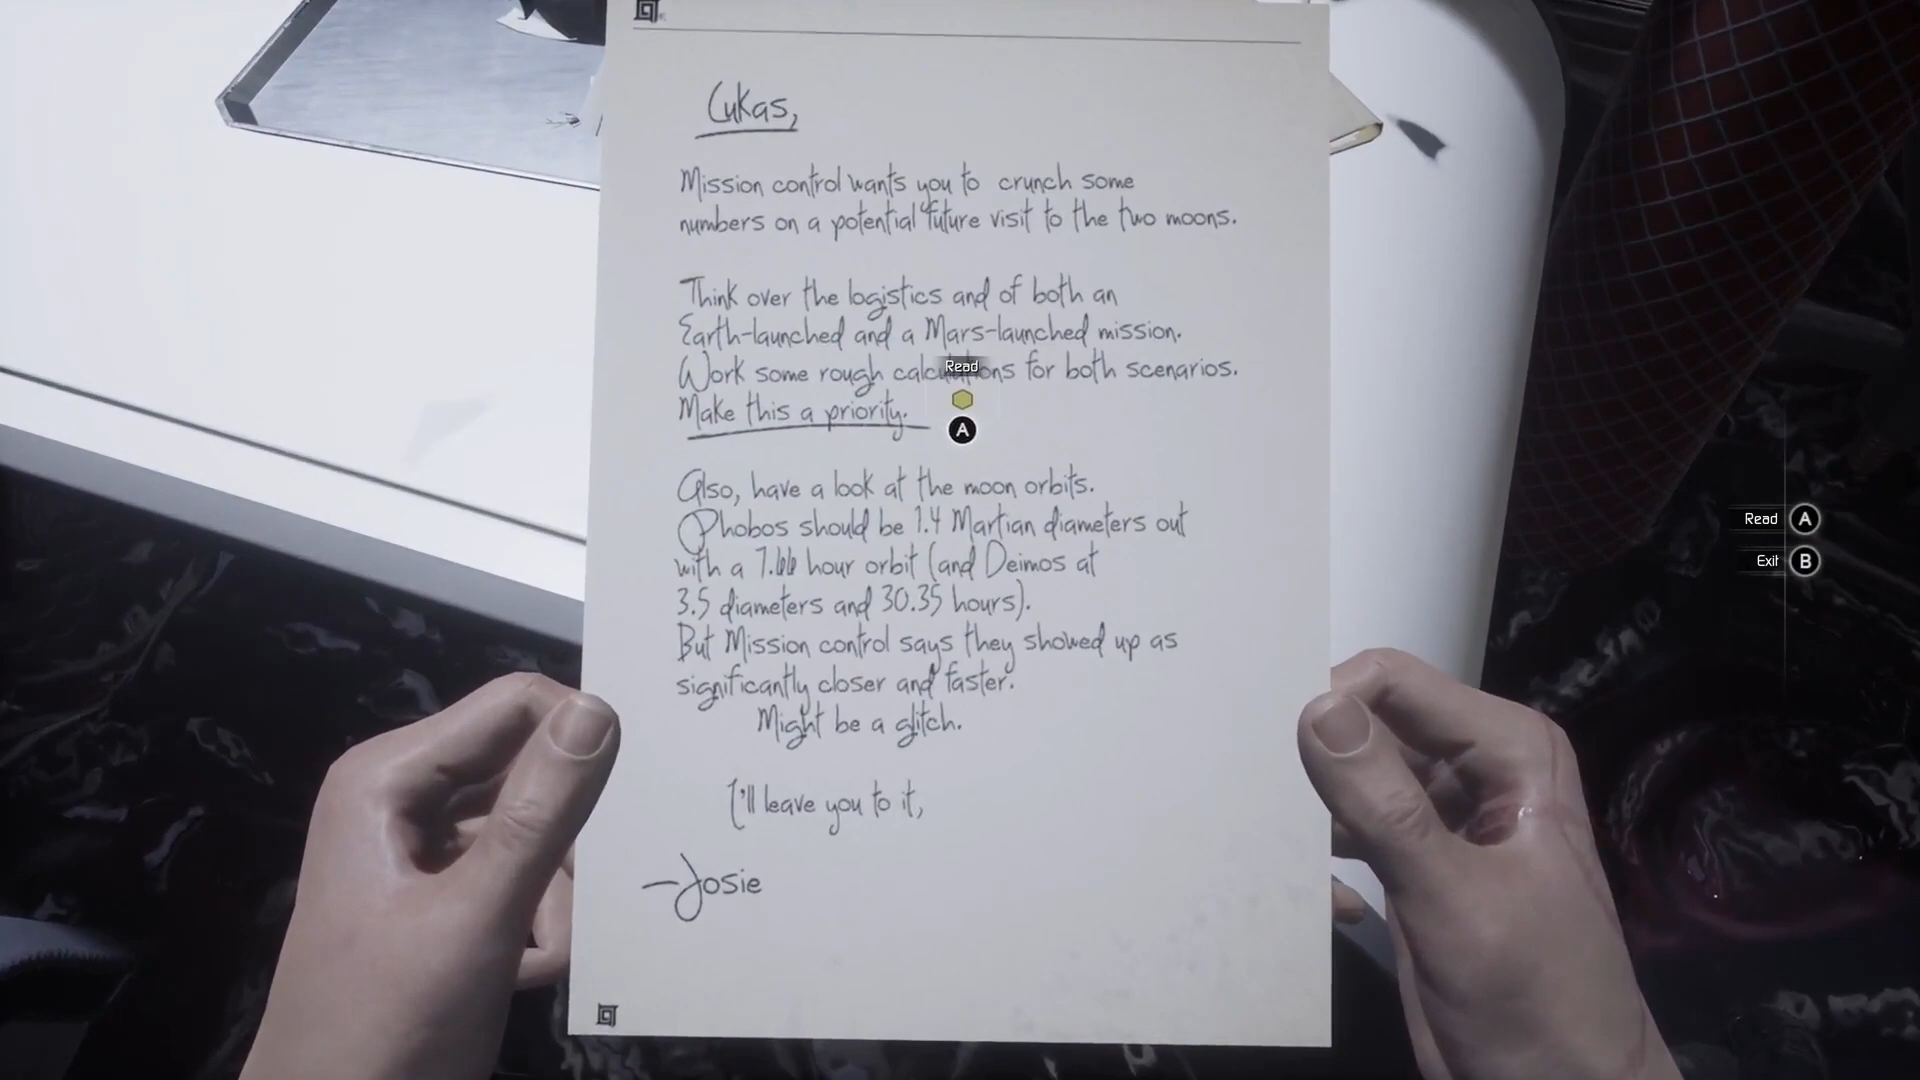 Lukas,
Mission control wants you to crunch some
numbers on a potential future visit to the two moons.
Think over the logistics and of both an
Earth-launched and a Mars-launched mission.
Work some rough calculations for both scenarios.
Make this a priority.
Also, have a look at the moon orbits.
Phobos should be 1.4 Martian diameters out
with a 7.66 hour orbit (and Deimos at
3.5 diameters and 30.35 hours).
But Mission control says they showed up as
significantly closer and faster.
Might be a glitch.
I'll leave you to it,
—Josie
Read
A
Read A
Exit B